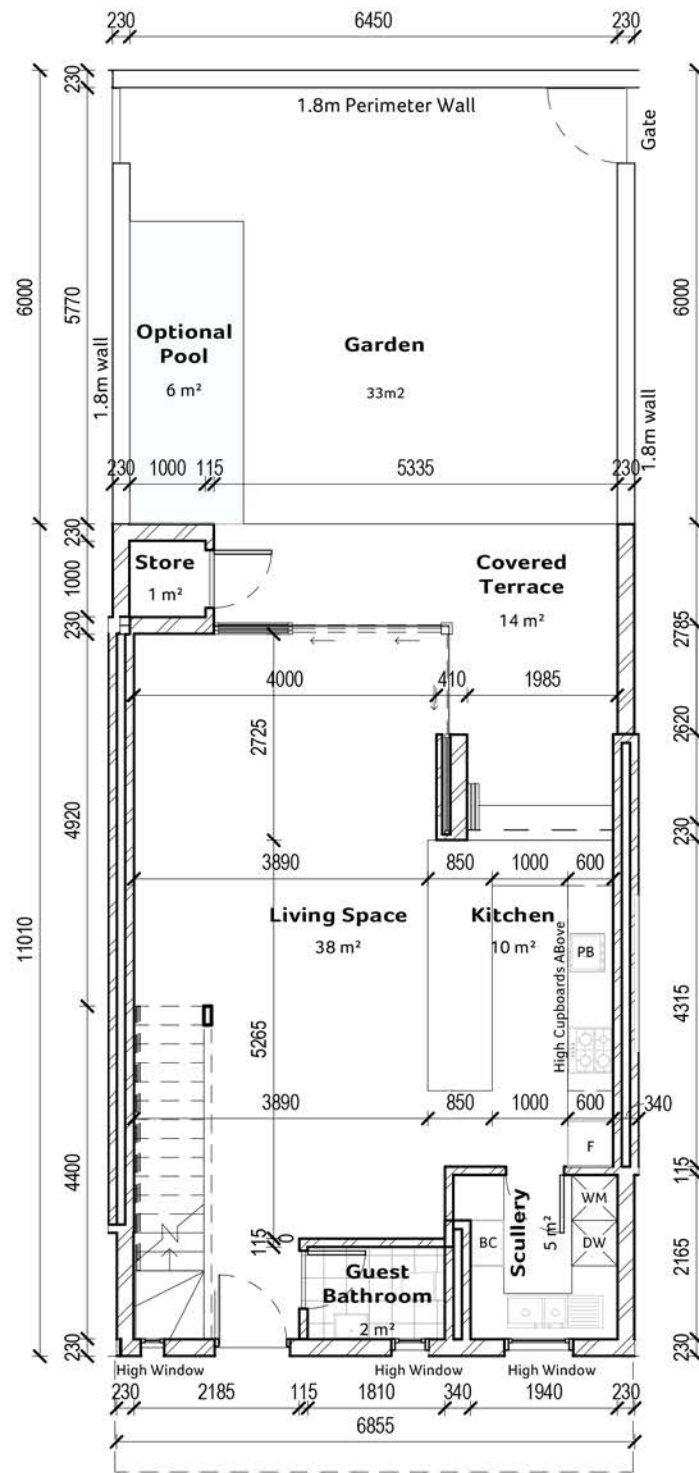 230
6450
230
230
1.8m Perimeter Wall
Gate
6000
5770
6000
1.8m wall
Optional
Pool
6 m²
Garden
33m2
1.8m wall
230
1000
115
5335
230
230
Store
1 m²
1000
230
Covered
Terrace
14 m²
2785
4000
410
1985
2725
2620
4920
230
3890
850
1000
600
11010
Living Space
38 m²
Kitchen
10 m²
High Cupboards ABove
PB
4315
5265
3890
850
1000
600
340
F
4400
115
115
0
Scullery
5 m²
WM
DW
BC
2165
Guest
Bathroom
2 m²
230
230
High Window
High Window
High Window
230
2185
115
1810
340
1940
230
6855